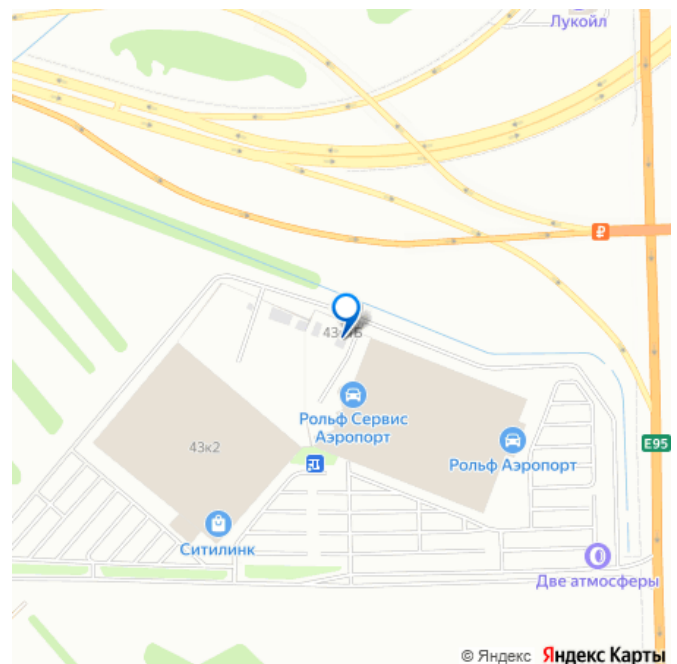 Лукойл
₽
Рольф Сервис
Аэропорт
E95
43к2
Рольф Аэропорт
Ситилинк
Две атмосферы
© Яндекс Яндекс Карты